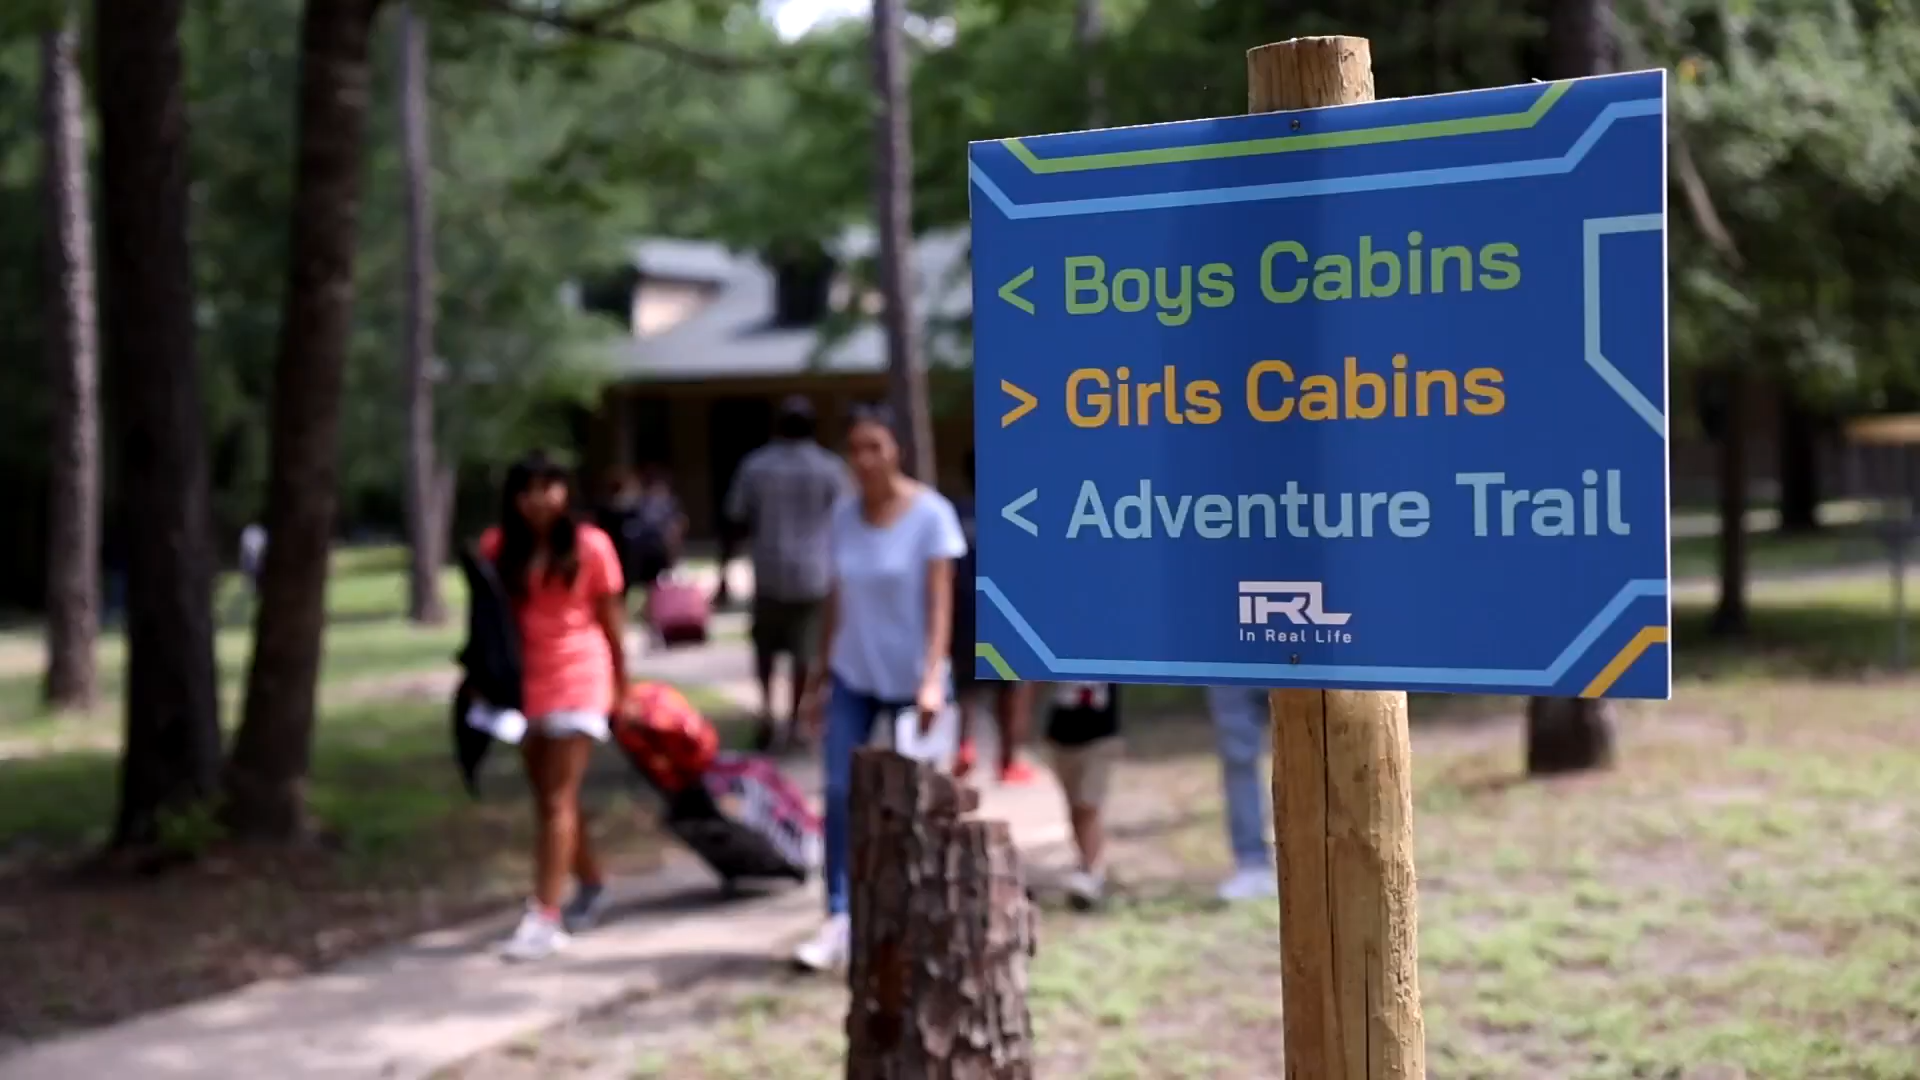 < Boys Cabins
> Girls Cabins
< Adventure Trail
IRL
In Real Life